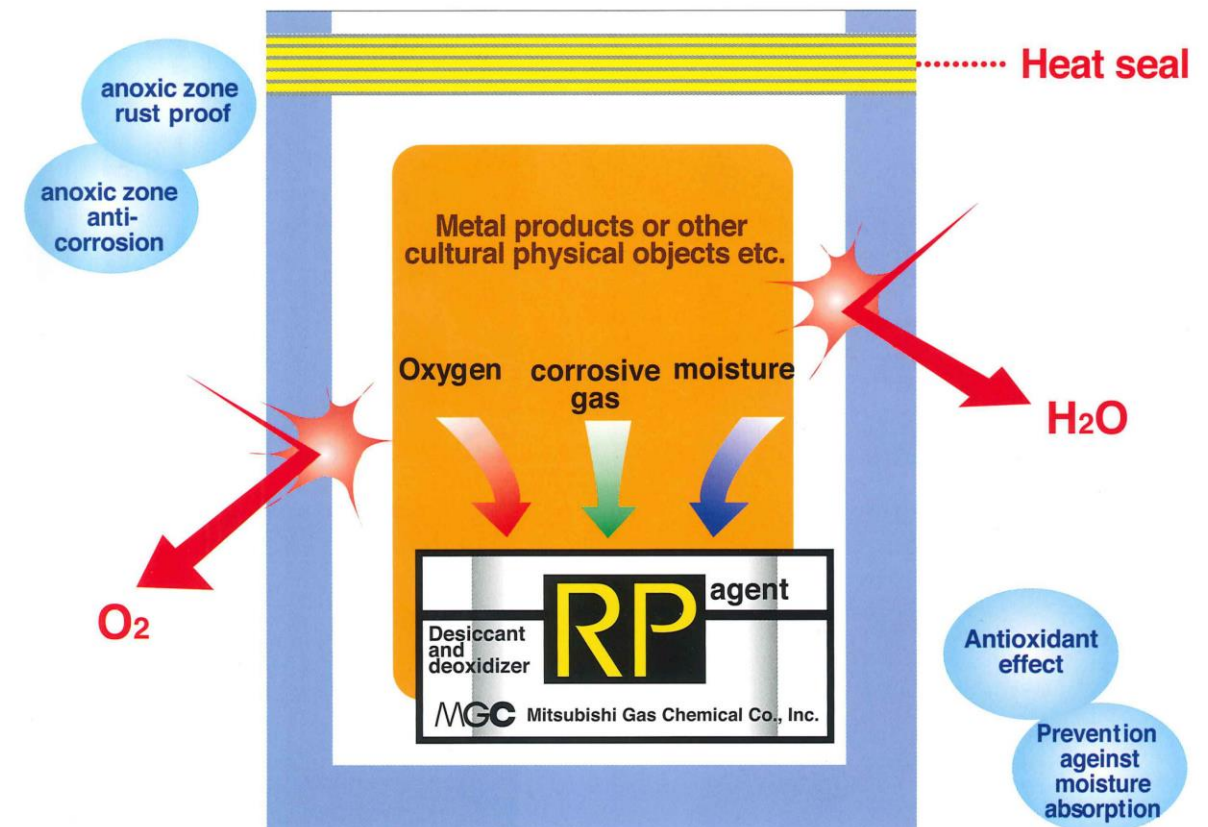 Heat seal
anoxic zone
rust proof
anoxic zone
anti-
corrosion
Metal products or other
cultural physical objects etc.
Oxygen
corrosive
gas
moisture
H2O
O2
RP
agent
Desiccant
and
deoxidizer
MGC Mitsubishi Gas Chemical Co., Inc.
Antioxidant
effect
Prevention
ageinst
moisture
absorption